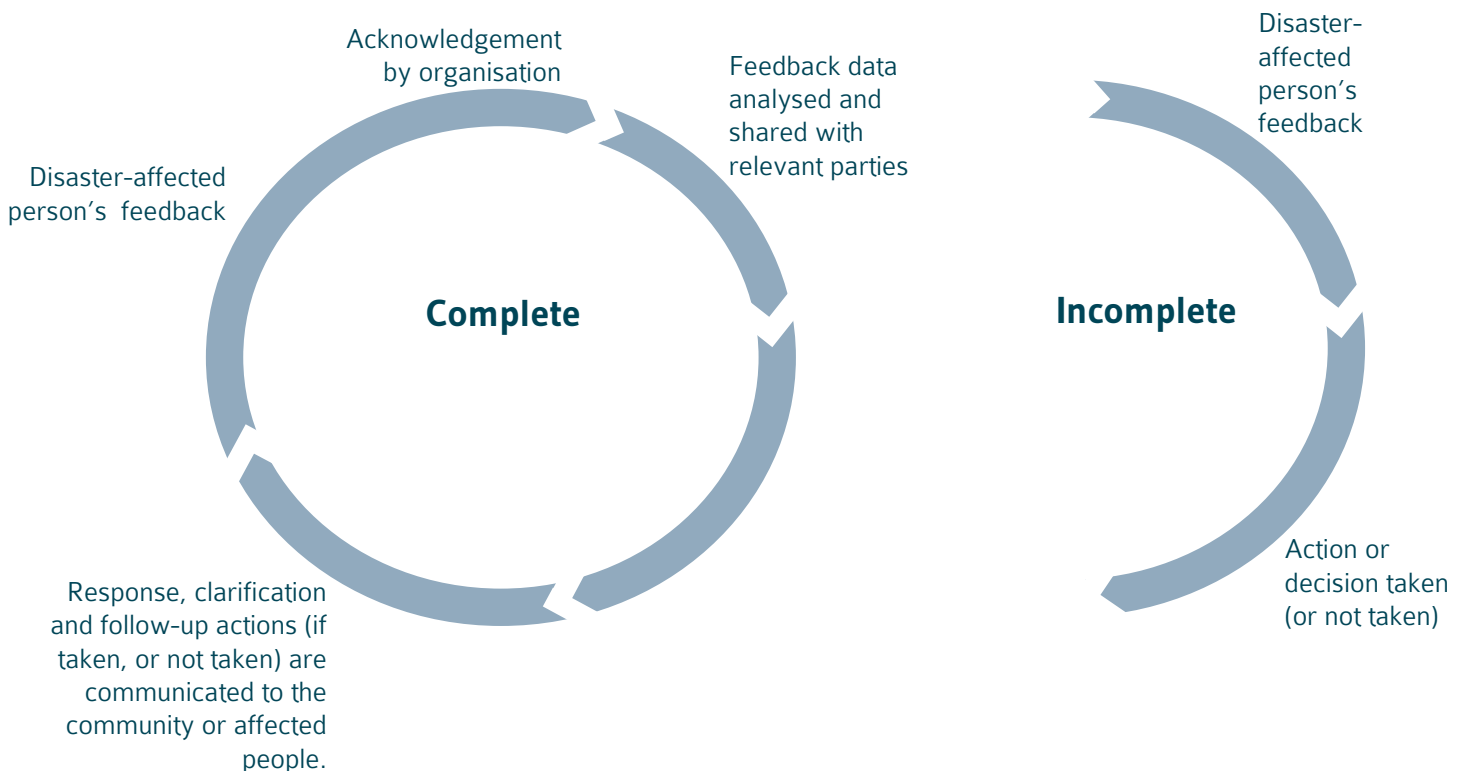 Acknowledgement
by organisation
Feedback data
analysed and
shared with
relevant parties
Disaster-affected
person's  feedback
Complete
Response, clarification
and follow-up actions (if
taken, or not taken) are
communicated to the
community or affected
people.
Disaster-
affected
person's
feedback
Incomplete
Action or
decision taken
(or not taken)